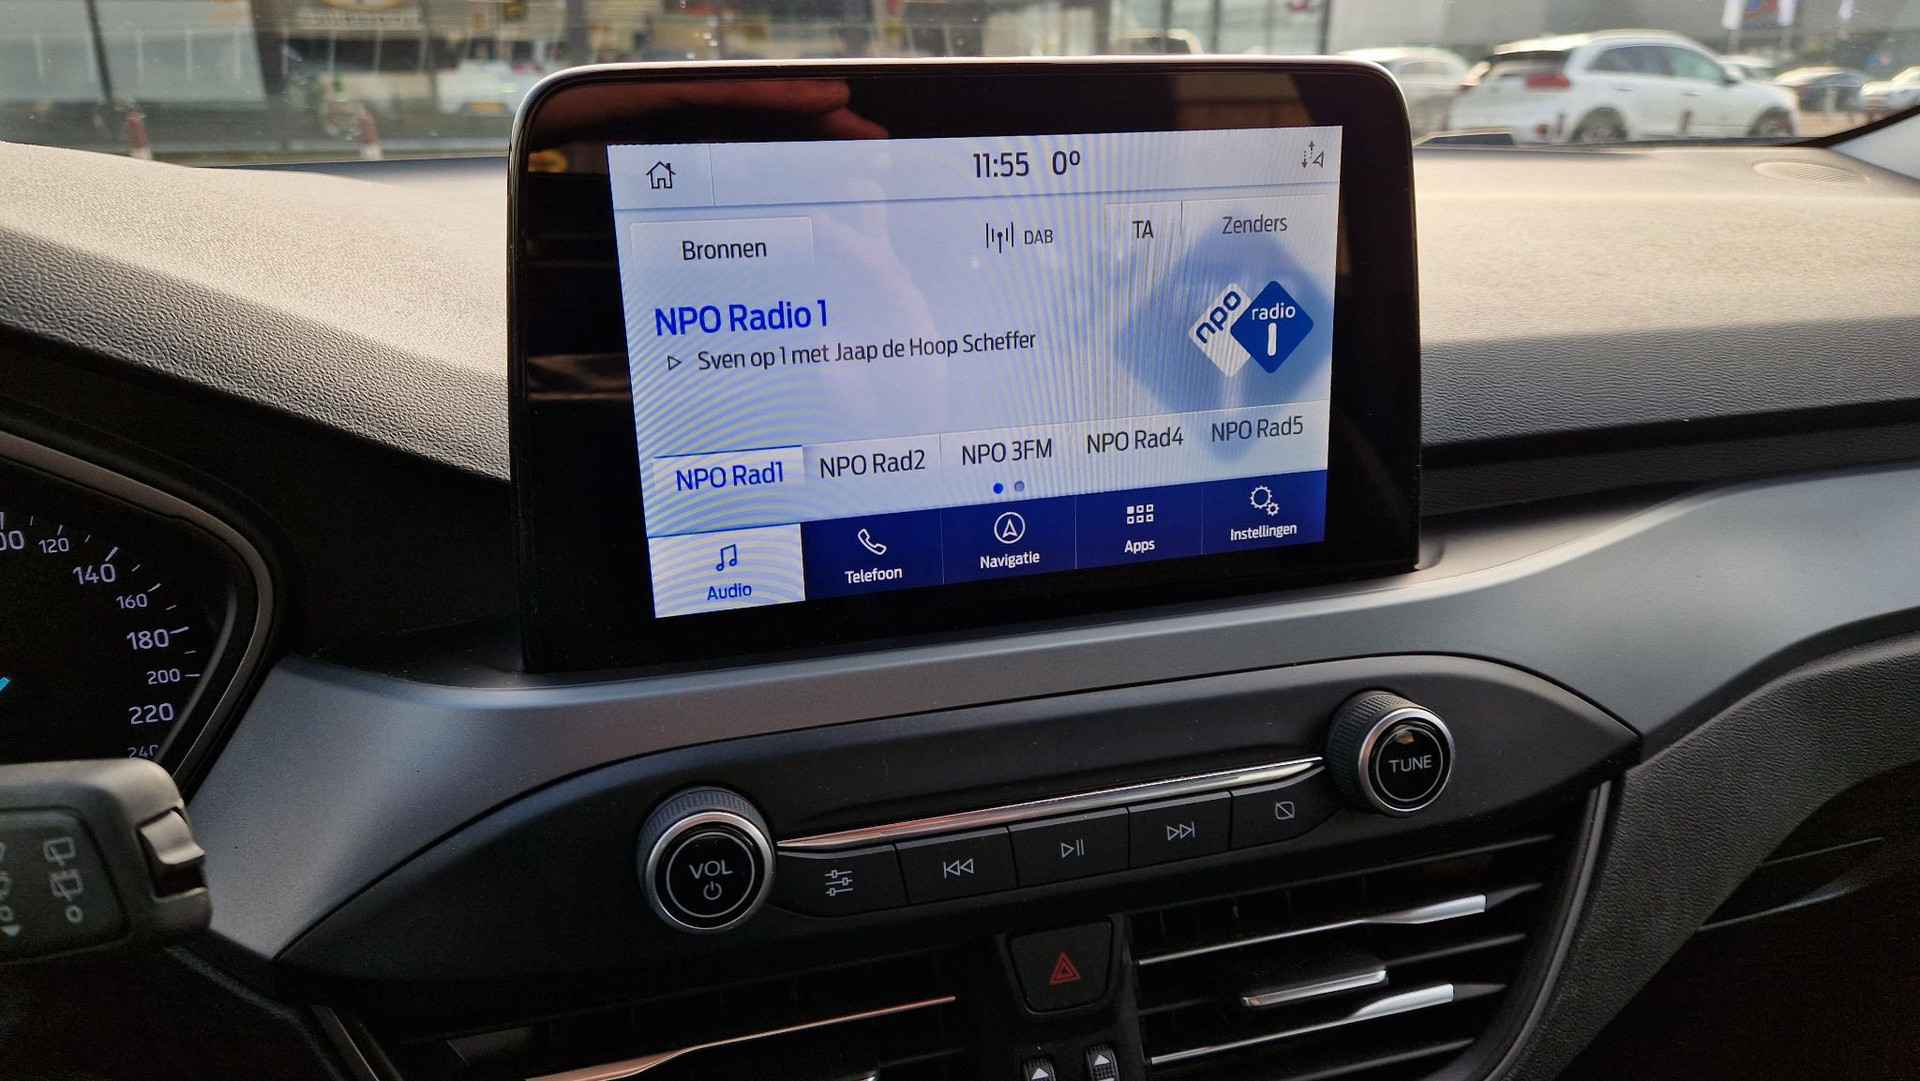 11:55 0°
Bronnen
DAB
TA
Zenders
NPO Radio 1
Sven op 1 met Jaap de Hoop Scheffer
npo
radio
1
NPO Rad1
NPO Rad2
NPO 3FM
NPO Rad4
NPO Rad5
Audio
Telefoon
Navigatie
Apps
Instellingen
120
140
160
180
200
220
240
VOL
TUNE